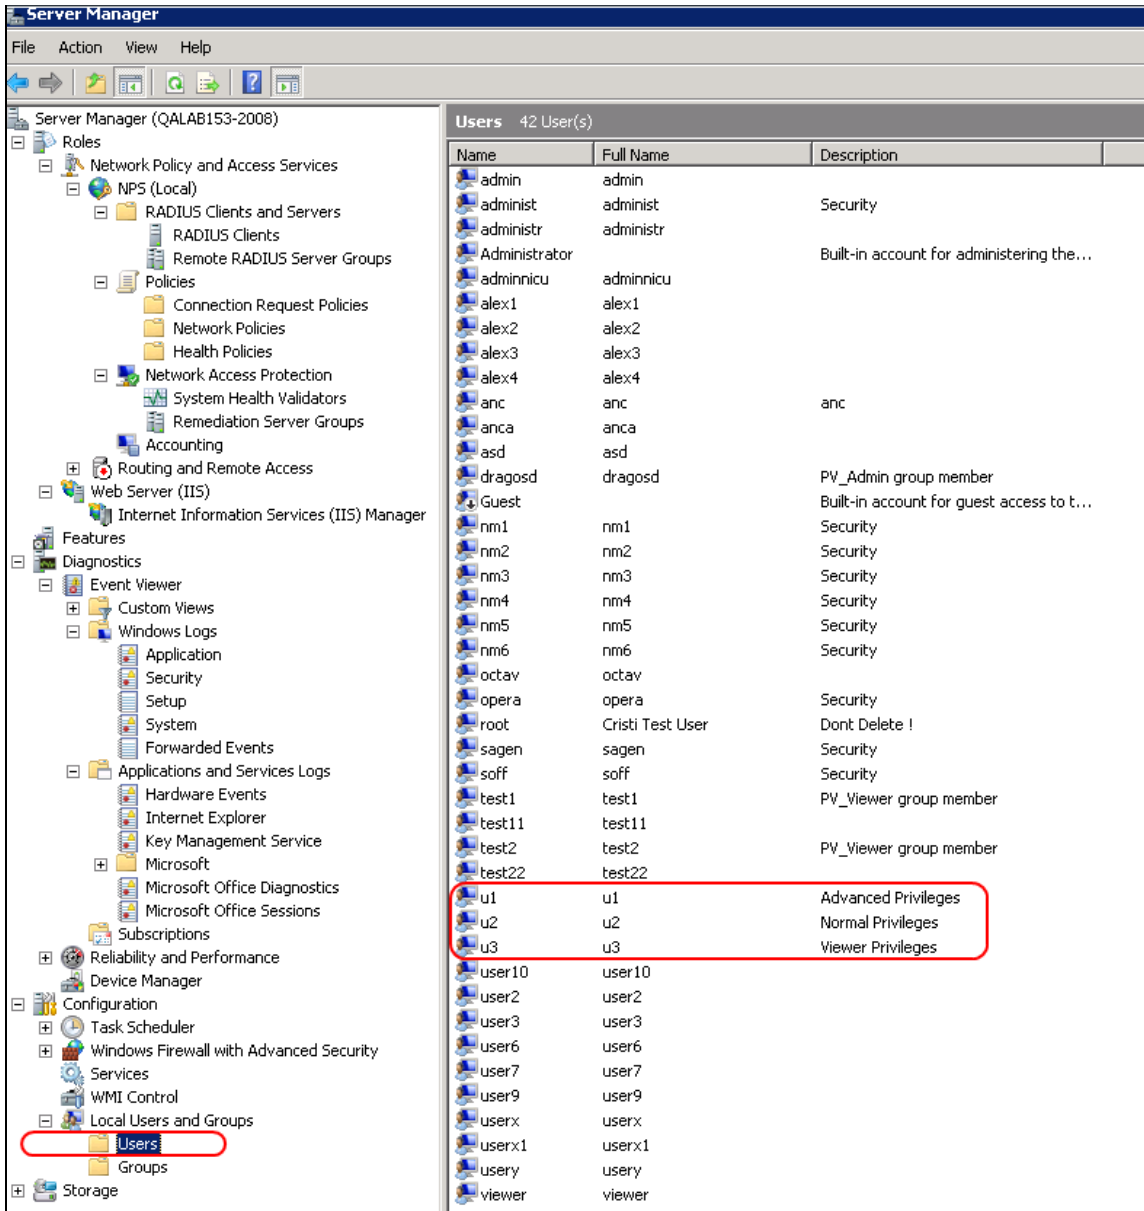 Server Manager
File Action View Help
Server Manager (QALAB153-2008)
Roles
Network Policy and Access Services
NPS (Local)
RADIUS Clients and Servers
RADIUS Clients
Remote RADIUS Server Groups
Policies
Connection Request Policies
Network Policies
Health Policies
Network Access Protection
System Health Validators
Remediation Server Groups
Accounting
Routing and Remote Access
Web Server (IIS)
Internet Information Services (IIS) Manager
Features
Diagnostics
Event Viewer
Custom Views
Windows Logs
Application
Security
Setup
System
Forwarded Events
Applications and Services Logs
Hardware Events
Internet Explorer
Key Management Service
Microsoft
Microsoft Office Diagnostics
Microsoft Office Sessions
Subscriptions
Reliability and Performance
Device Manager
Configuration
Task Scheduler
Windows Firewall with Advanced Security
Services
WMI Control
Local Users and Groups
Users
Groups
Storage
Users 42 User(s)
Name Full Name Description
admin admin
administ administ Security
administr administr
Administrator Built-in account for administering the...
adminnicu adminnicu
alex1 alex1
alex2 alex2
alex3 alex3
alex4 alex4
anc anc anc
anca anca
asd asd
dragosd dragosd PV_Admin group member
Guest Built-in account for guest access to t...
nm1 nm1 Security
nm2 nm2 Security
nm3 nm3 Security
nm4 nm4 Security
nm5 nm5 Security
nm6 nm6 Security
octav octav
opera opera Security
root Cristi Test User Dont Delete !
sagen sagen Security
soff soff Security
test1 test1 PV_Viewer group member
test11 test11
test2 test2 PV_Viewer group member
test22 test22
u1 u1 Advanced Privileges
u2 u2 Normal Privileges
u3 u3 Viewer Privileges
user10 user10
user2 user2
user3 user3
user6 user6
user7 user7
user9 user9
userx userx
userx1 userx1
usery usery
viewer viewer